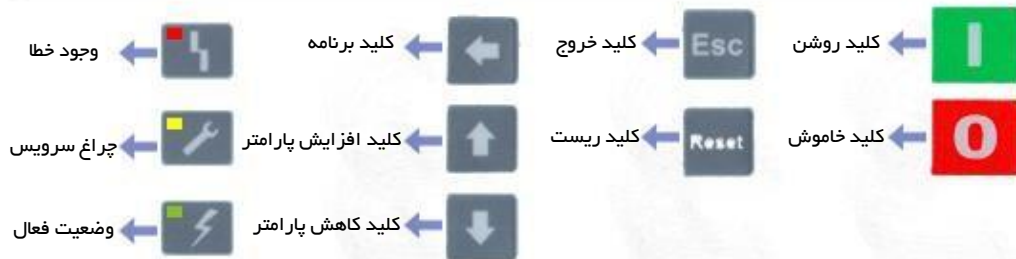 I
کلید روشن
Esc
کلید خروج
کلید برنامه
وجود خطا
O
کلید خاموش
Reset
کلید ریست
کلید افزایش پارامتر
چراغ سرویس
کلید کاهش پارامتر
وضعیت فعال